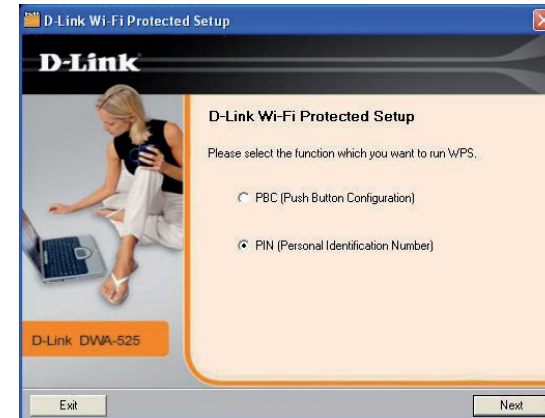 D-Link Wi-Fi Protected Setup
D-Link
D-Link Wi-Fi Protected Setup
Please select the function which you want to run WPS.
PBC (Push Button Configuration)
PIN (Personal Identification Number)
D-Link DWA-525
Exit
Next